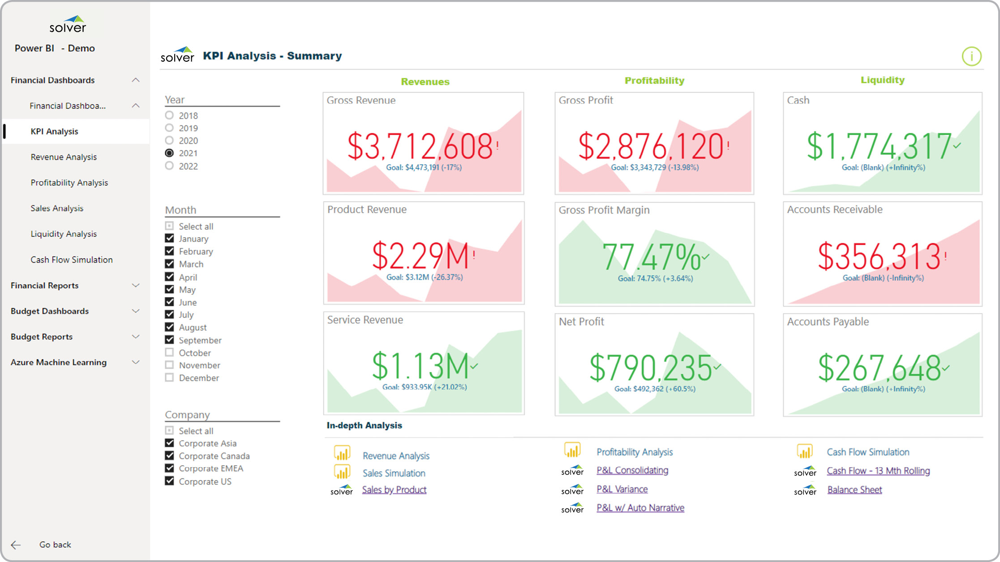 solver
Power BI - Demo
Financial Dashboards
Financial Dashboa...
KPI Analysis
Revenue Analysis
Profitability Analysis
Sales Analysis
Liquidity Analysis
Cash Flow Simulation
Financial Reports
Budget Dashboards
Budget Reports
Azure Machine Learning
Go back
solver KPI Analysis - Summary
i
Year
2018
2019
2020
2021
2022
Month
Select all
January
February
March
April
May
June
July
August
September
October
November
December
Company
Select all
Corporate Asia
Corporate Canada
Corporate EMEA
Corporate US
Revenues
Gross Revenue
$3,712,608!
Goal: $4,473,191 (-17%)
Product Revenue
$2.29M!
Goal: $3.12M (-26.37%)
Service Revenue
$1.13M
Goal: $933.95K (+21.02%)
Profitability
Gross Profit
$2,876,120!
Goal: $3,343,729 (-13.98%)
Gross Profit Margin
77.47%
Goal: 74.75% (+3.64%)
Net Profit
$790,235
Goal: $492,362 (+60.5%)
Liquidity
Cash
$1,774,317
Goal: (Blank) (+Infinity%)
Accounts Receivable
$356,313!
Goal: (Blank) (-Infinity%)
Accounts Payable
$267,648
Goal: (Blank) (+Infinity%)
In-depth Analysis
Revenue Analysis
Sales Simulation
solver Sales by Product
Profitability Analysis
solver P&L Consolidating
solver P&L Variance
solver P&L w/ Auto Narrative
Cash Flow Simulation
solver Cash Flow - 13 Mth Rolling
solver Balance Sheet